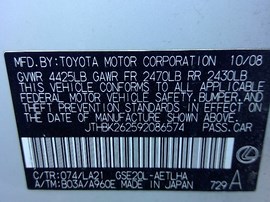 MFD. BY: TOYOTA MOTOR CORPORATION 10/08
GVWR 4425LB GAWR FR 2470LB RR 2430LB
THIS VEHICLE CONFORMS TO ALL APPLICABLE
FEDERAL MOTOR VEHICLE SAFETY, BUMPER, AND
THEFT PREVENTION STANDARDS IN EFFECT ON
THE DATE OF MANUFACTURE SHOWN ABOVE.
JTHBK262592086574 PASS.CAR
C/TR: 074/LA21 GSE20L-AETLHA
A/TM: B03A/A960E MADE IN JAPAN 729 A